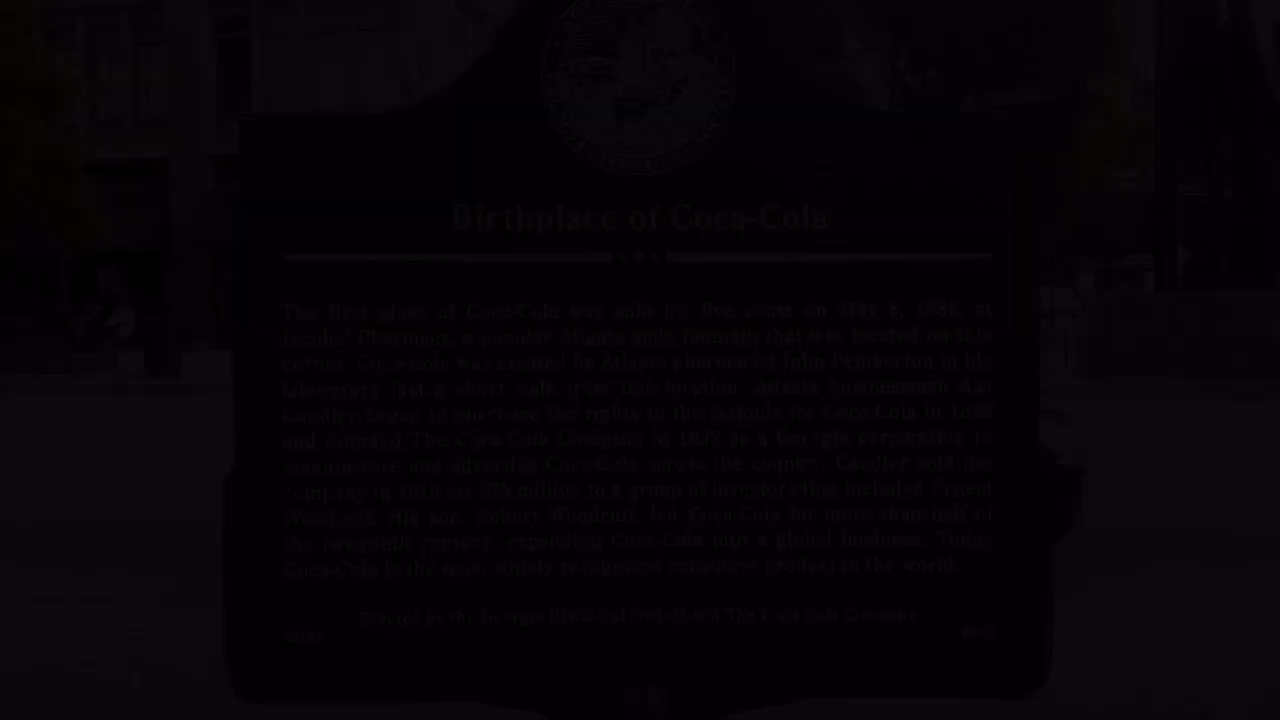 Birthplace of Coca-Cola
The first glass of Coca-Cola was sold for five cents on May 8, 1886, at
Pharmacy, a popular Atlanta soda fountain that was located on this
corner. Coca-Cola was created by Atlanta pharmacist John Pemberton in his
laboratory just a short walk from this location. Atlanta businessman Asa
Candler began to purchase the rights to the formula for Coca-Cola in 1888
and founded The Coca-Cola Company in 1892 as a Georgia corporation to
manufacture and advertise Coca-Cola across the country. Candler sold the
company in 1919 for $25 million to a group of investors that included Ernest
Woodruff. His son, Robert Woodruff, led Coca-Cola for more than half of
the twentieth century, expanding Coca-Cola into a global business. Today,
Coca-Cola is the most widely recognized consumer product in the world.
Erected by the Georgia Historical Society and The Coca-Cola Company